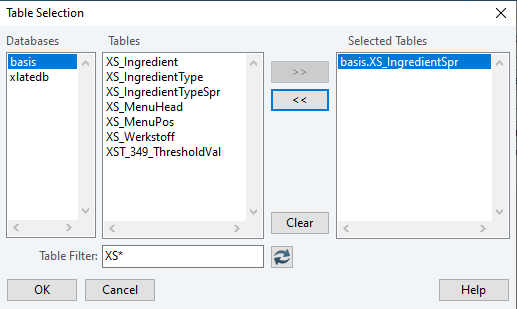 Table Selection
Databases
Tables
Selected Tables
basis
xlatedb
XS_Ingredient
XS_IngredientType
XS_IngredientTypeSpr
XS_MenuHead
XS_MenuPos
XS_Werkstoff
XST_349_ThresholdVal
>>
<<
Clear
basis.XS_IngredientSpr
Table Filter:
XS*
OK
Cancel
Help